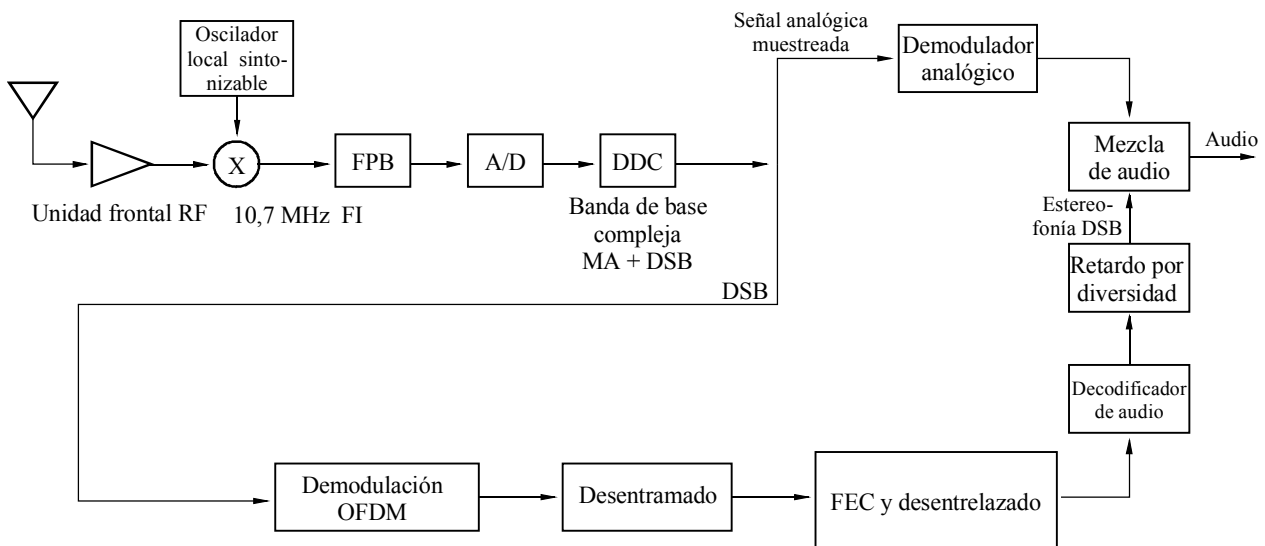 Oscilador
local sinto-
nizable
X
Unidad frontal RF
10,7 MHz FI
FPB
A/D
DDC
Banda de base
compleja
MA + DSB
Señal analógica
muestreada
Demodulador
analógico
Mezcla
de audio
Audio
Estereo-
fonía DSB
Retardo por
diversidad
Decodificador
de audio
DSB
Demodulación
OFDM
Desentramado
FEC y desentrelazado